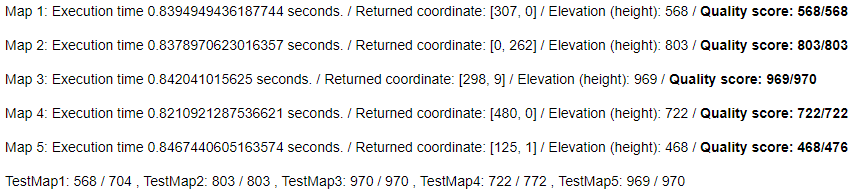 Map 1: Execution time 0.8394949436187744 seconds. / Returned coordinate: [307, 0] / Elevation (height): 568 / Quality score: 568/568
Map 2: Execution time 0.8378970623016357 seconds. / Returned coordinate: [0, 262] / Elevation (height): 803 / Quality score: 803/803
Map 3: Execution time 0.842041015625 seconds. / Returned coordinate: [298, 9] / Elevation (height): 969 / Quality score: 969/970
Map 4: Execution time 0.8210921287536621 seconds. / Returned coordinate: [480, 0] / Elevation (height): 722 / Quality score: 722/722
Map 5: Execution time 0.8467440605163574 seconds. / Returned coordinate: [125, 1] / Elevation (height): 468 / Quality score: 468/476
TestMap1: 568 / 704 , TestMap2: 803 / 803 , TestMap3: 970 / 970 , TestMap4: 722 / 772 , TestMap5: 969 / 970